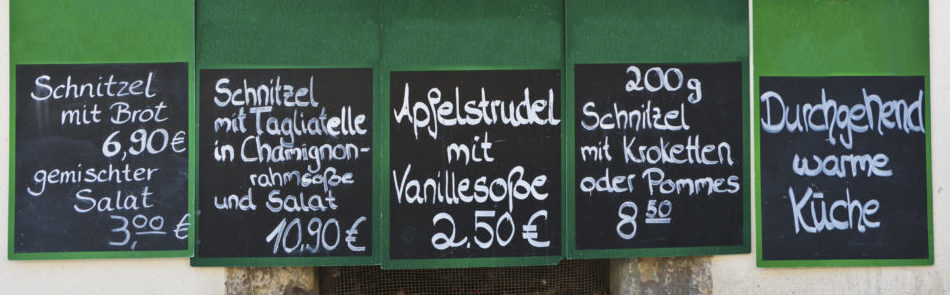 Schnitzel
mit Brot
6,90 €
gemischter
Salat
3,00 €
Schnitzel
mit Tagliatelle
in Chamignon-
rahmsoße
und Salat
10,90 €
Apfelstrudel
mit
Vanillesoße
2.50 €
200g
Schnitzel
mit Kroketten
oder Pommes
8 50
Durchgehend
warme
Küche